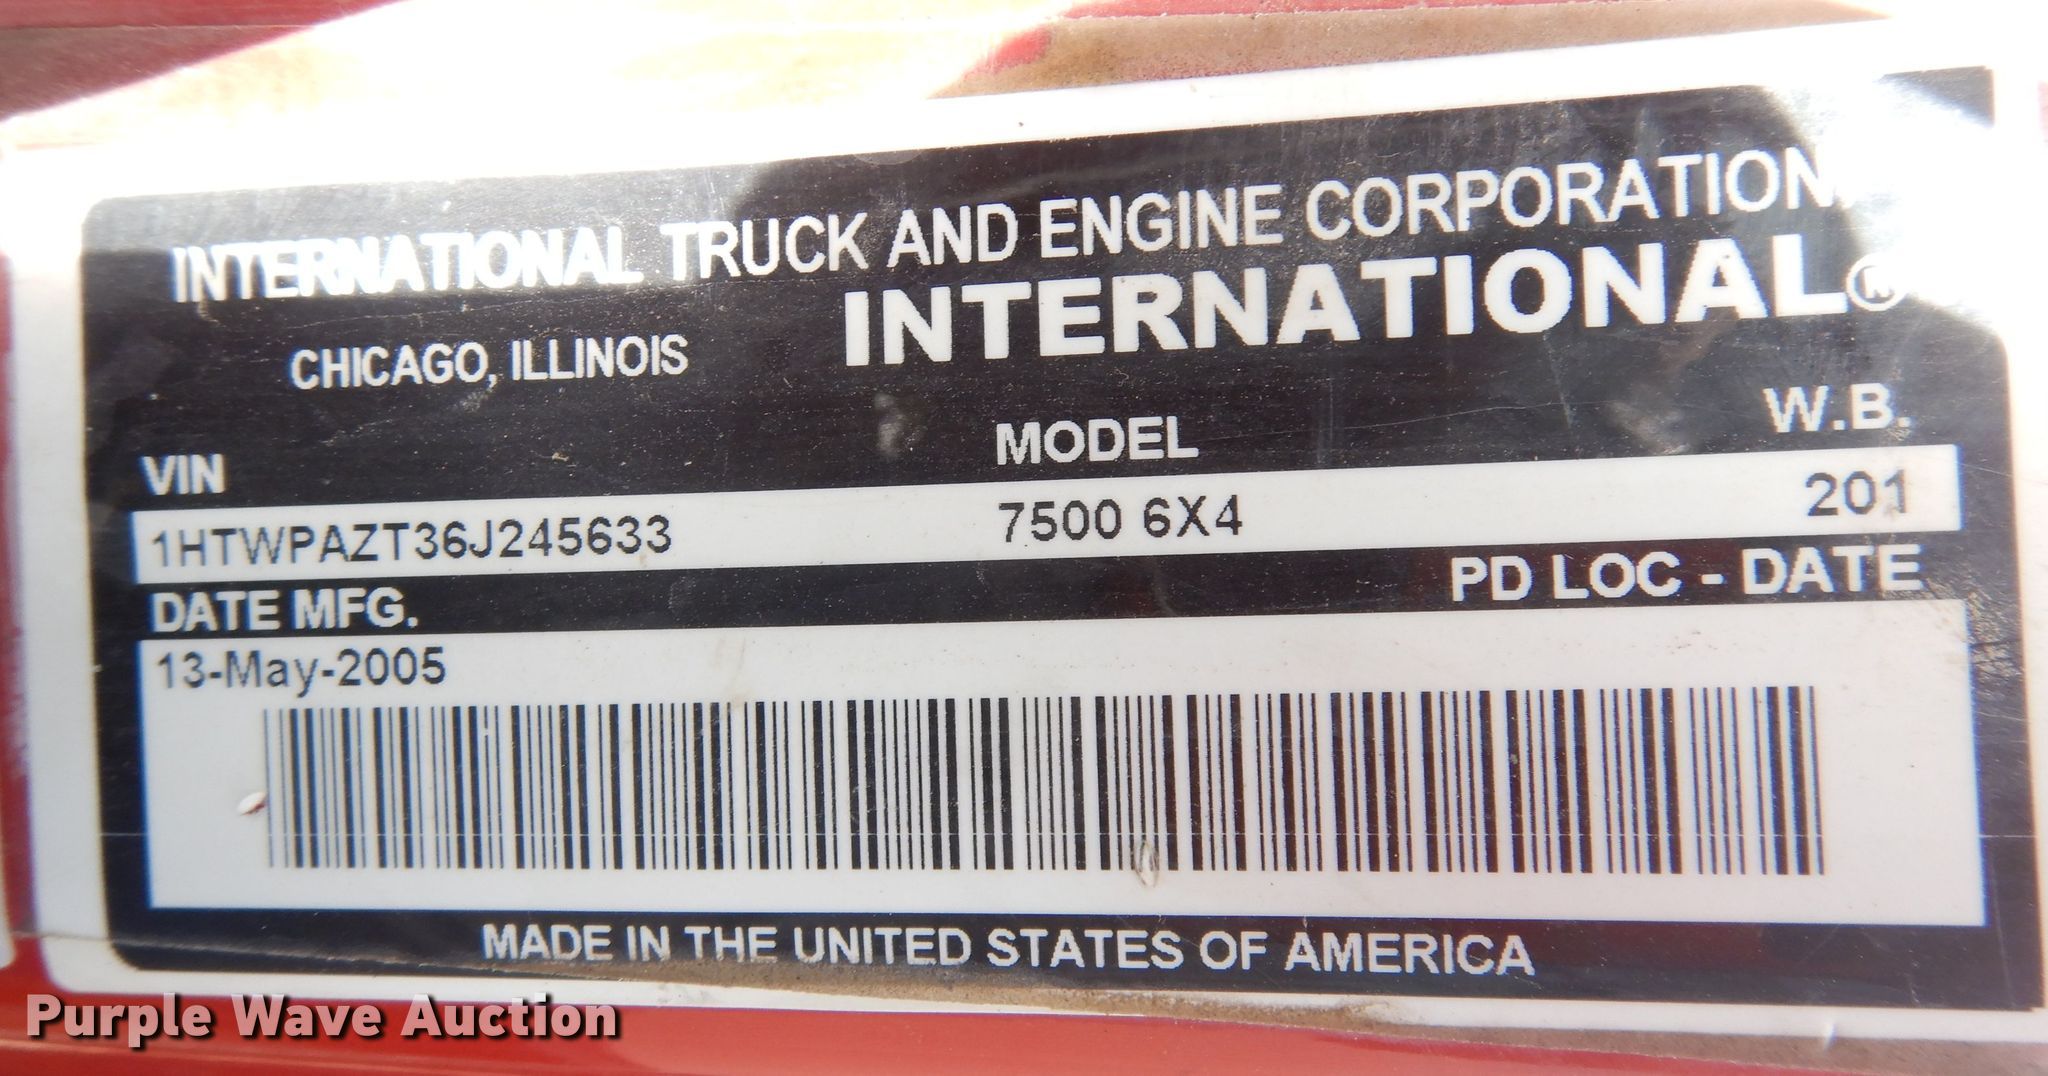 INTERNATIONAL TRUCK AND ENGINE CORPORATION
CHICAGO, ILLINOIS
INTERNATIONAL®
VIN MODEL W.B.
1HTWPAZT36J245633 7500 6X4 201
DATE MFG. PD LOC - DATE
13-May-2005
MADE IN THE UNITED STATES OF AMERICA
Purple Wave Auction